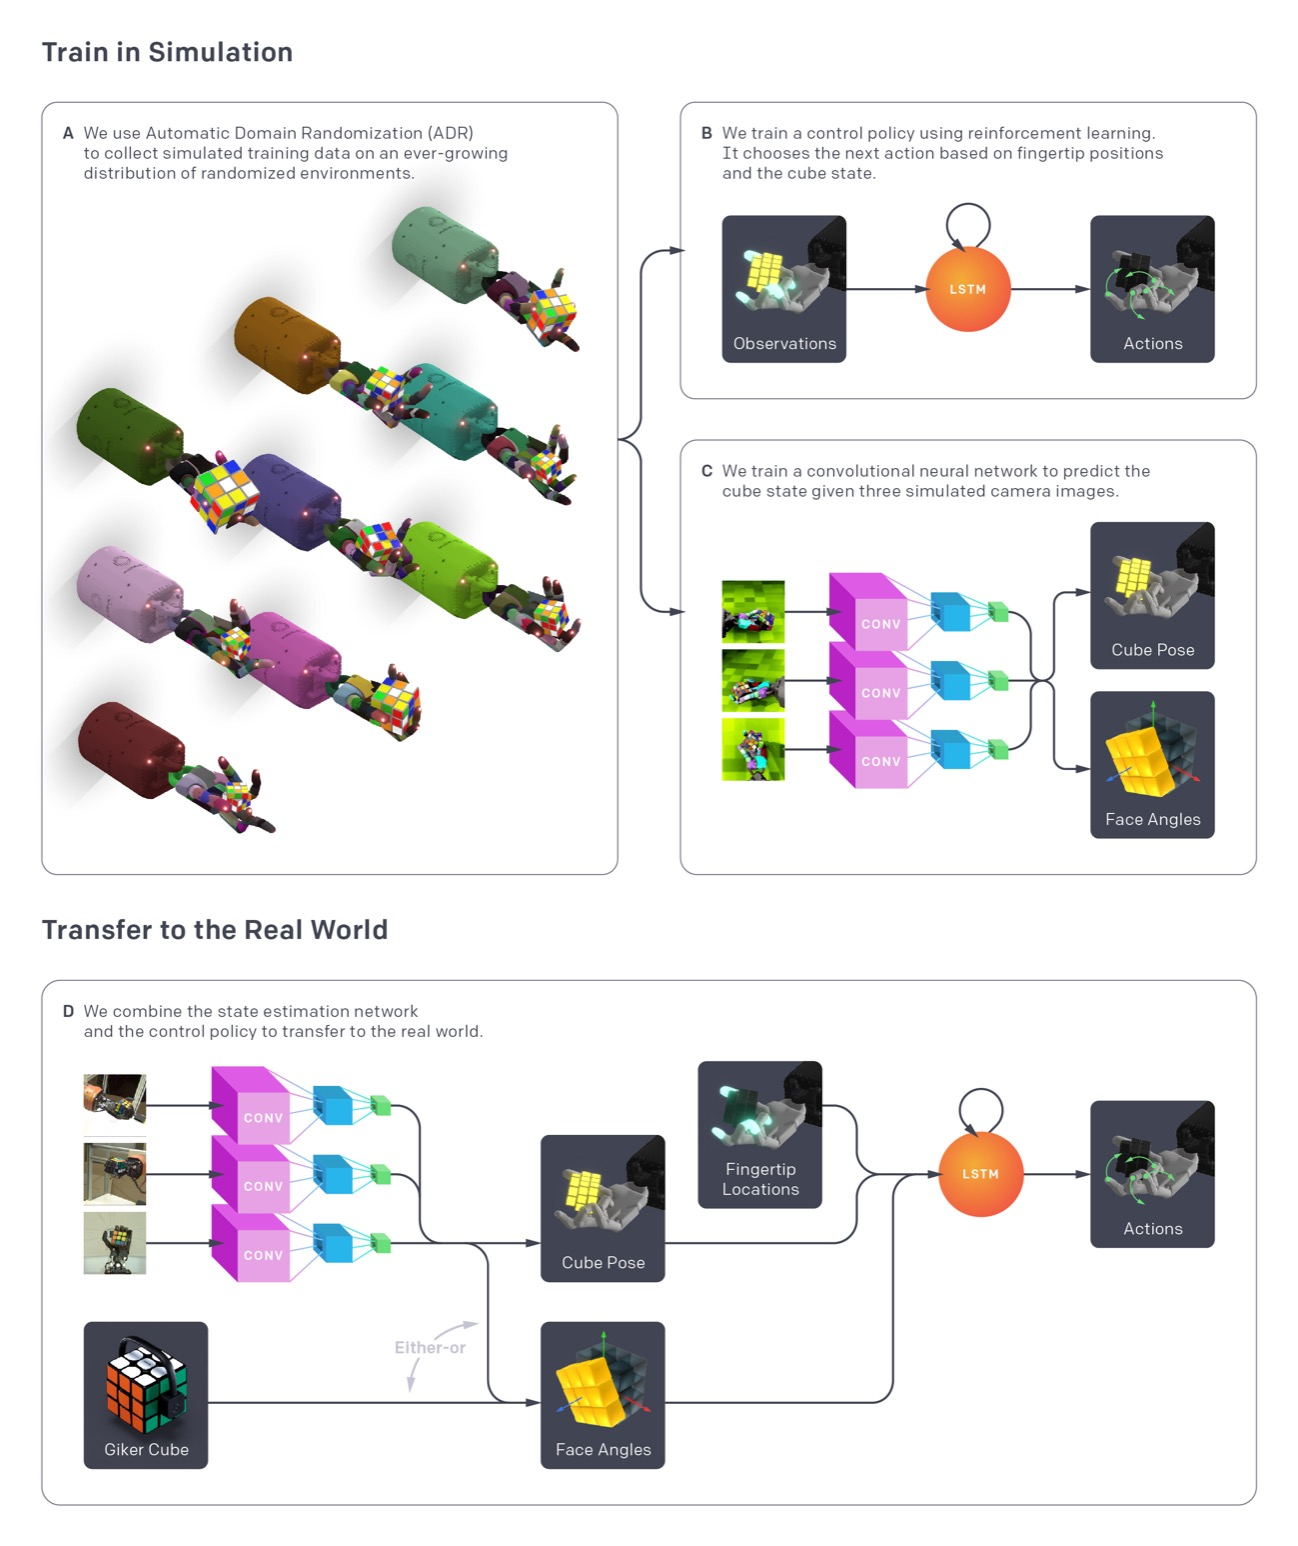 Train in Simulation
A We use Automatic Domain Randomization (ADR)
to collect simulated training data on an ever-growing
distribution of randomized environments.
B We train a control policy using reinforcement learning.
It chooses the next action based on fingertip positions
and the cube state.
Observations
LSTM
Actions
C We train a convolutional neural network to predict the
cube state given three simulated camera images.
CONV
CONV
CONV
Cube Pose
Face Angles
Transfer to the Real World
D We combine the state estimation network
and the control policy to transfer to the real world.
CONV
CONV
CONV
Cube Pose
Fingertip
Locations
LSTM
Actions
Either-or
Giker Cube
Face Angles